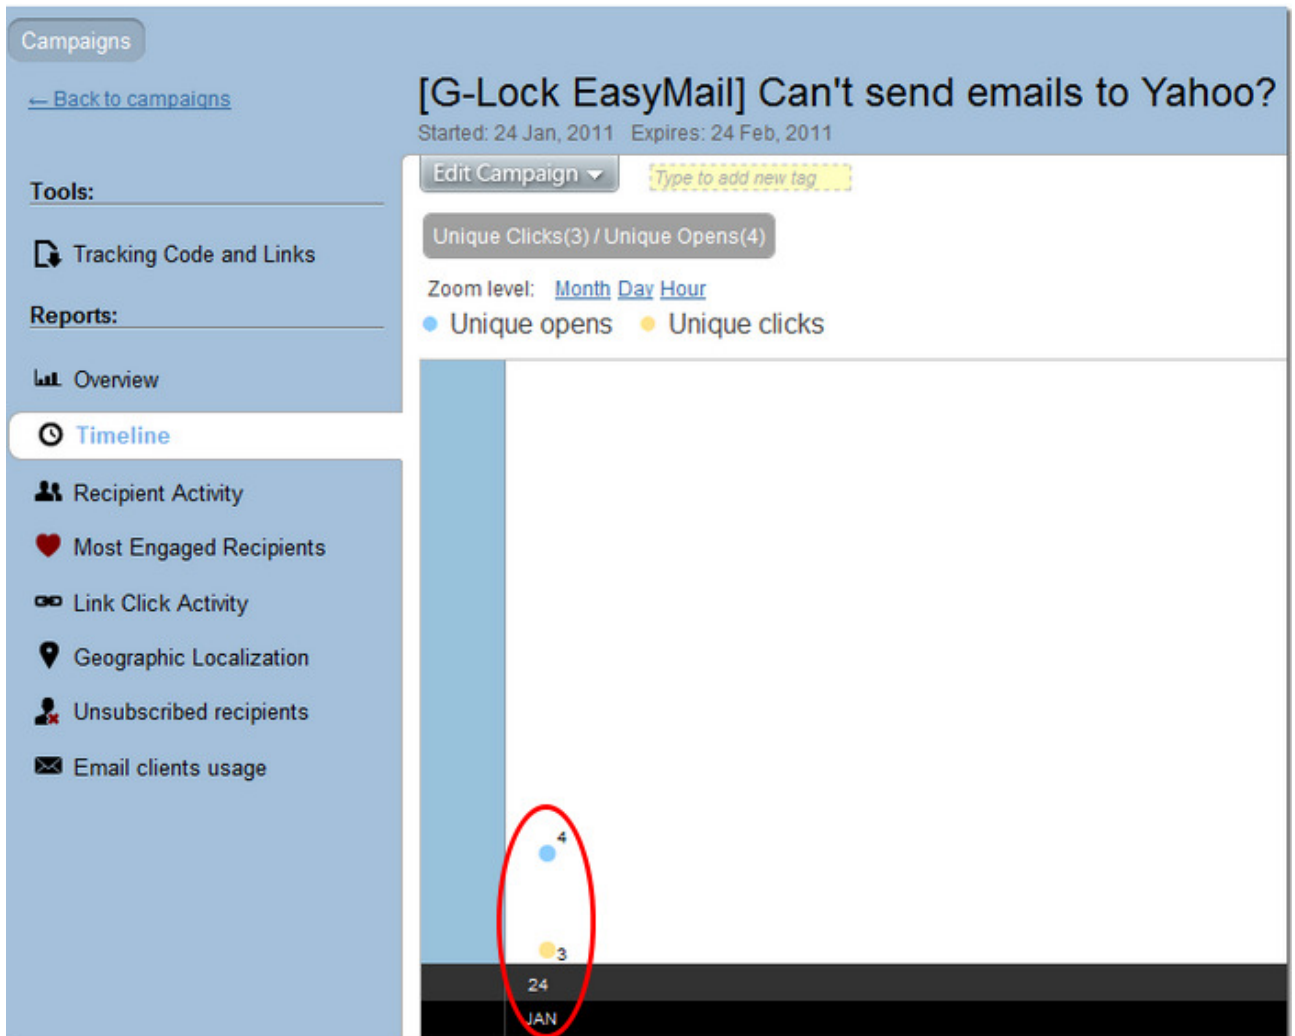 Campaigns
← Back to campaigns
[G-Lock EasyMail] Can't send emails to Yahoo?
Started: 24 Jan, 2011 Expires: 24 Feb, 2011
Edit Campaign
Type to add new tag
Tools:
Tracking Code and Links
Reports:
Overview
Timeline
Recipient Activity
Most Engaged Recipients
Link Click Activity
Geographic Localization
Unsubscribed recipients
Email clients usage
Unique Clicks(3) / Unique Opens(4)
Zoom level: Month Day Hour
Unique opens Unique clicks
4
3
24
JAN